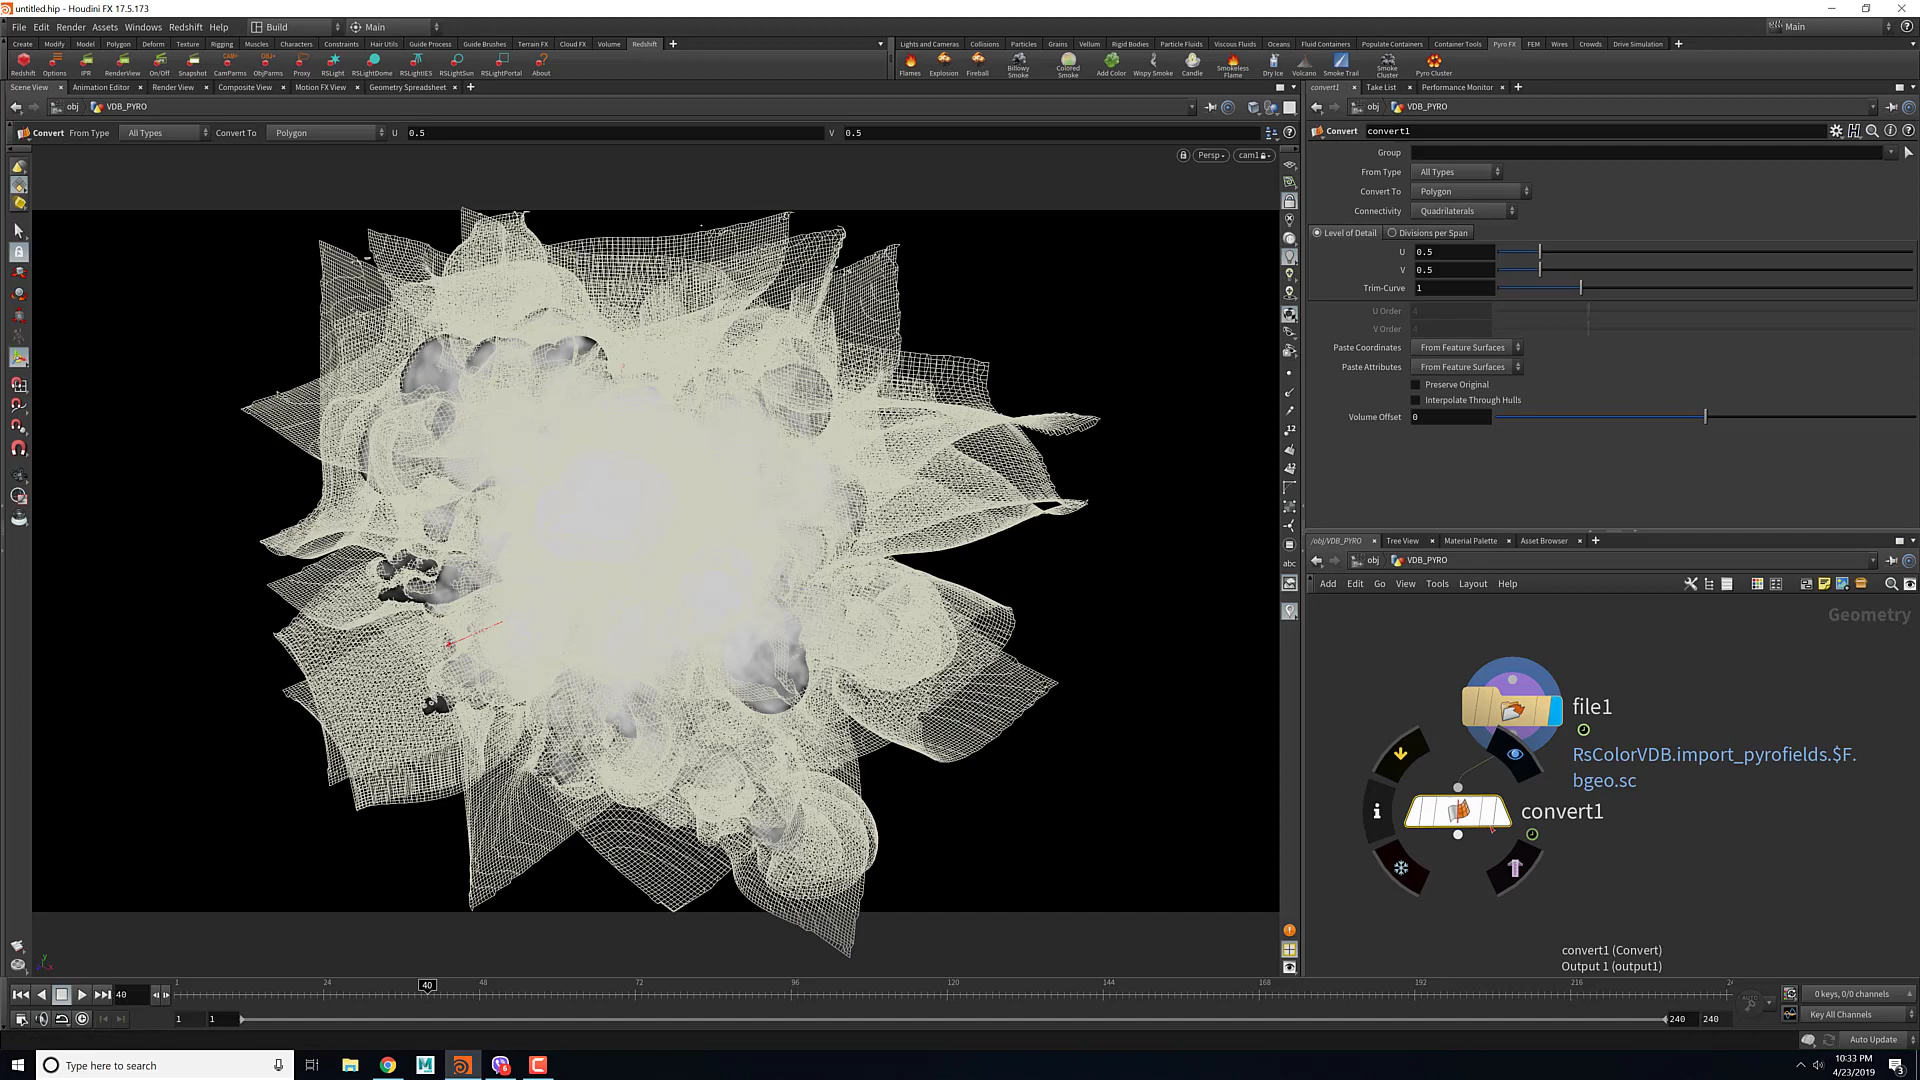 untitled.hip - Houdini FX 17.5.173
File Edit Render Assets Windows Redshift Help Build Main Main
Create Modify Model Polygon Deform Texture Rigging Muscles Characters Constraints Hair Utils Guide Process Guide Brushes Terrain FX Cloud FX Volume Redshift
Lights and Cameras Collisions Particles Grains Vellum Rigid Bodies Particle Fluids Viscous Fluids Oceans Fluid Containers Populate Containers Container Tools Pyro FX FEM Wires Crowds Drive Simulation
Redshift Options IPR RenderView On/Off Snapshot CamParms ObjParms Proxy RSLight RSLightDome RSLightIES RSLightSun RSLightPortal About
Flames Explosion Fireball Billowy Smoke Colored Smoke Add Color Wispy Smoke Candle Smokeless Flame Dry Ice Volcano Smoke Trail Smoke Cluster Pyro Cluster
Scene View Animation Editor Render View Composite View Motion FX View Geometry Spreadsheet
convert1 Take List Performance Monitor
obj VDB_PYRO
obj VDB_PYRO
Convert From Type All Types Convert To Polygon U 0.5 V 0.5
Convert convert1
Persp cam1
Group
From Type All Types
Convert To Polygon
Connectivity Quadrilaterals
Level of Detail Divisions per Span
U 0.5
V 0.5
Trim-Curve 1
U Order 4
V Order 4
Paste Coordinates From Feature Surfaces
Paste Attributes From Feature Surfaces
Preserve Original
Interpolate Through Hulls
Volume Offset 0
/obj/VDB_PYRO Tree View Material Palette Asset Browser
obj VDB_PYRO
Add Edit Go View Tools Layout Help
Geometry
file1
RsColorVDB.import_pyrofields.$F.
bgeo.sc
convert1
convert1 (Convert)
Output 1 (output1)
12
abc
40
1 24 40 48 72 96 120 144 168 192 216 24
1 1 240 240
AUTO
0 keys, 0/0 channels
Key All Channels
Auto Update
Type here to search
M
6
10:33 PM
4/23/2019
3